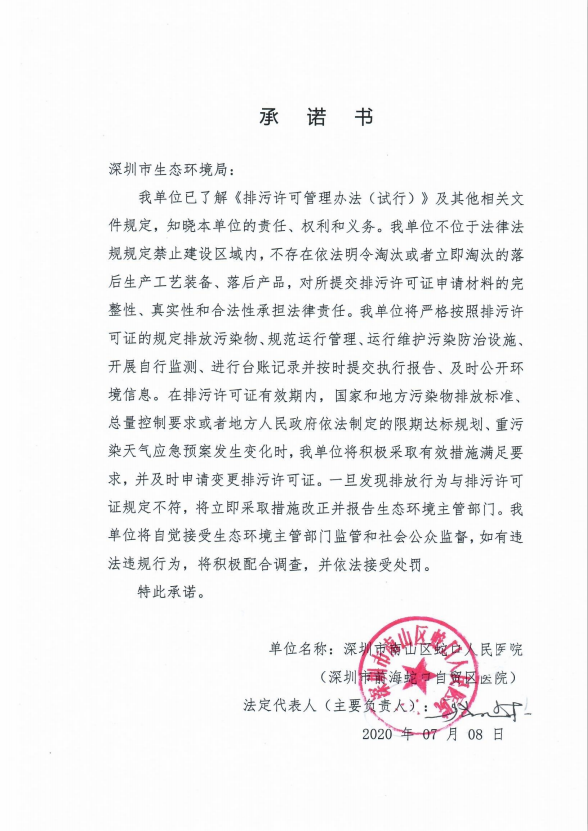 承 诺 书
深圳市生态环境局：
我单位已了解《排污许可管理办法（试行）》及其他相关文
件规定，知晓本单位的责任、权利和义务。我单位不位于法律法
规规定禁止建设区域内，不存在依法明令淘汰或者立即淘汰的落
后生产工艺装备、落后产品，对所提交排污许可证申请材料的完
整性、真实性和合法性承担法律责任。我单位将严格按照排污许
可证的规定排放污染物、规范运行管理、运行维护污染防治设施、
开展自行监测、进行台账记录并按时提交执行报告、及时公开环
境信息。在排污许可证有效期内，国家和地方污染物排放标准、
总量控制要求或者地方人民政府依法制定的限期达标规划、重污
染天气应急预案发生变化时，我单位将积极采取有效措施满足要
求，并及时申请变更排污许可证。一旦发现排放行为与排污许可
证规定不符，将立即采取措施改正并报告生态环境主管部门。我
单位将自觉接受生态环境主管部门监管和社会公众监督，如有违
法违规行为，将积极配合调查，并依法接受处罚。
特此承诺。
单位名称：深圳市南山区蛇口人民医院
（深圳市前海蛇口自贸区医院）
法定代表人（主要负责人）：
2020 年 07 月 08 日
深圳市南山区蛇口人民医院